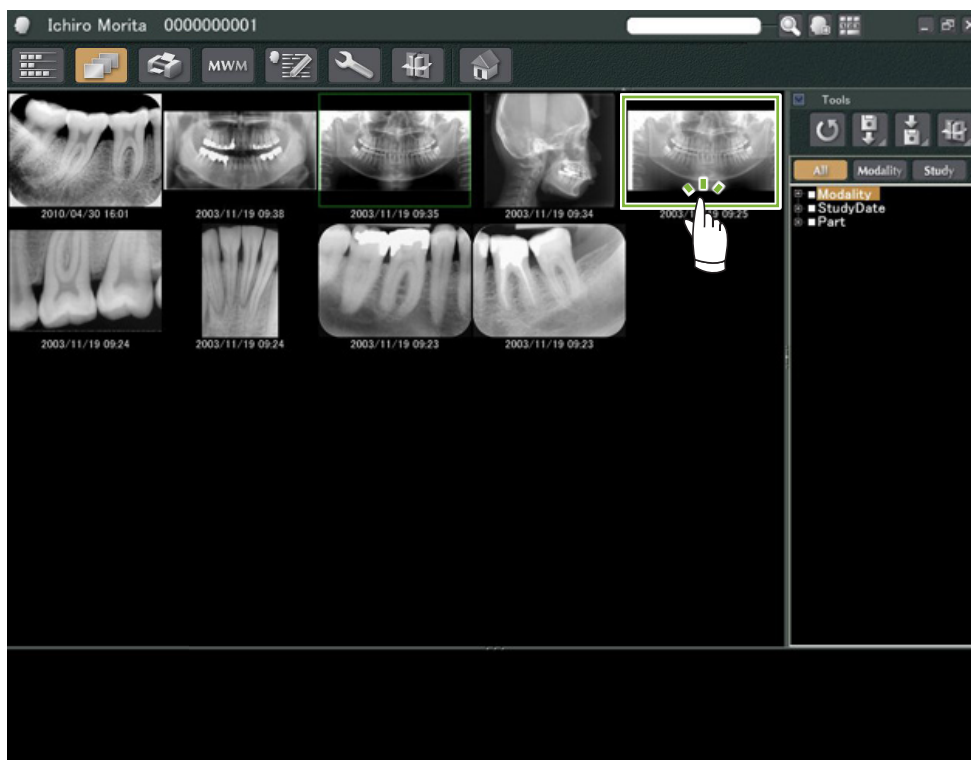 Ichiro Morita 0000000001
MWM
2010/04/30 16:01
2003/11/19 09:38
2003/11/19 09:35
2003/11/19 09:34
09:25
2003/11/19 09:24
2003/11/19 09:24
2003/11/19 09:23
2003/11/19 09:23
Tools
All Modality Study
Modality
StudyDate
Part